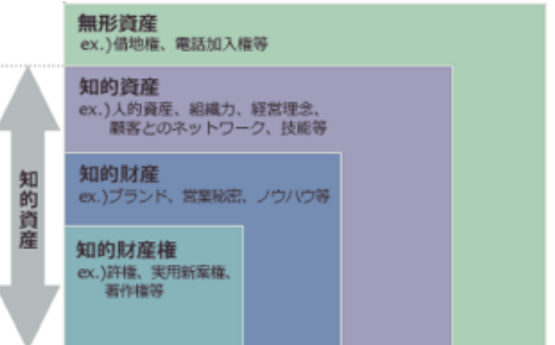 無形資産
ex.)借地権、電話加入権等
知的資産
ex.)人的資産、組織力、経営理念、
顧客とのネットワーク、技能等
知的財産
ex.)ブランド、営業秘密、ノウハウ等
知的財産権
ex.)許権、実用新案権、
著作権等
知的資産